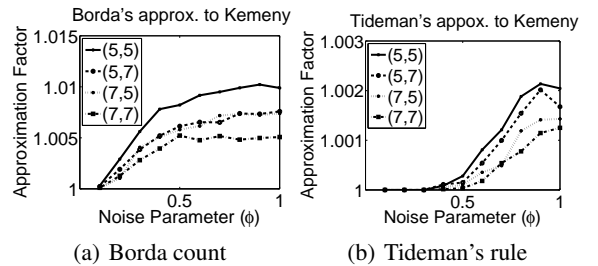 Borda's approx. to Kemeny
Approximation Factor
1.015
1.01
1.005
1
(5,5)
(5,7)
(7,5)
(7,7)
0.5
1
Noise Parameter (ϕ)
(a) Borda count
Tideman's appox. to Kemeny
Approximation Factor
1.003
1.002
1.001
1
(5,5)
(5,7)
(7,5)
(7,7)
0.5
1
Noise Parameter (ϕ)
(b) Tideman's rule